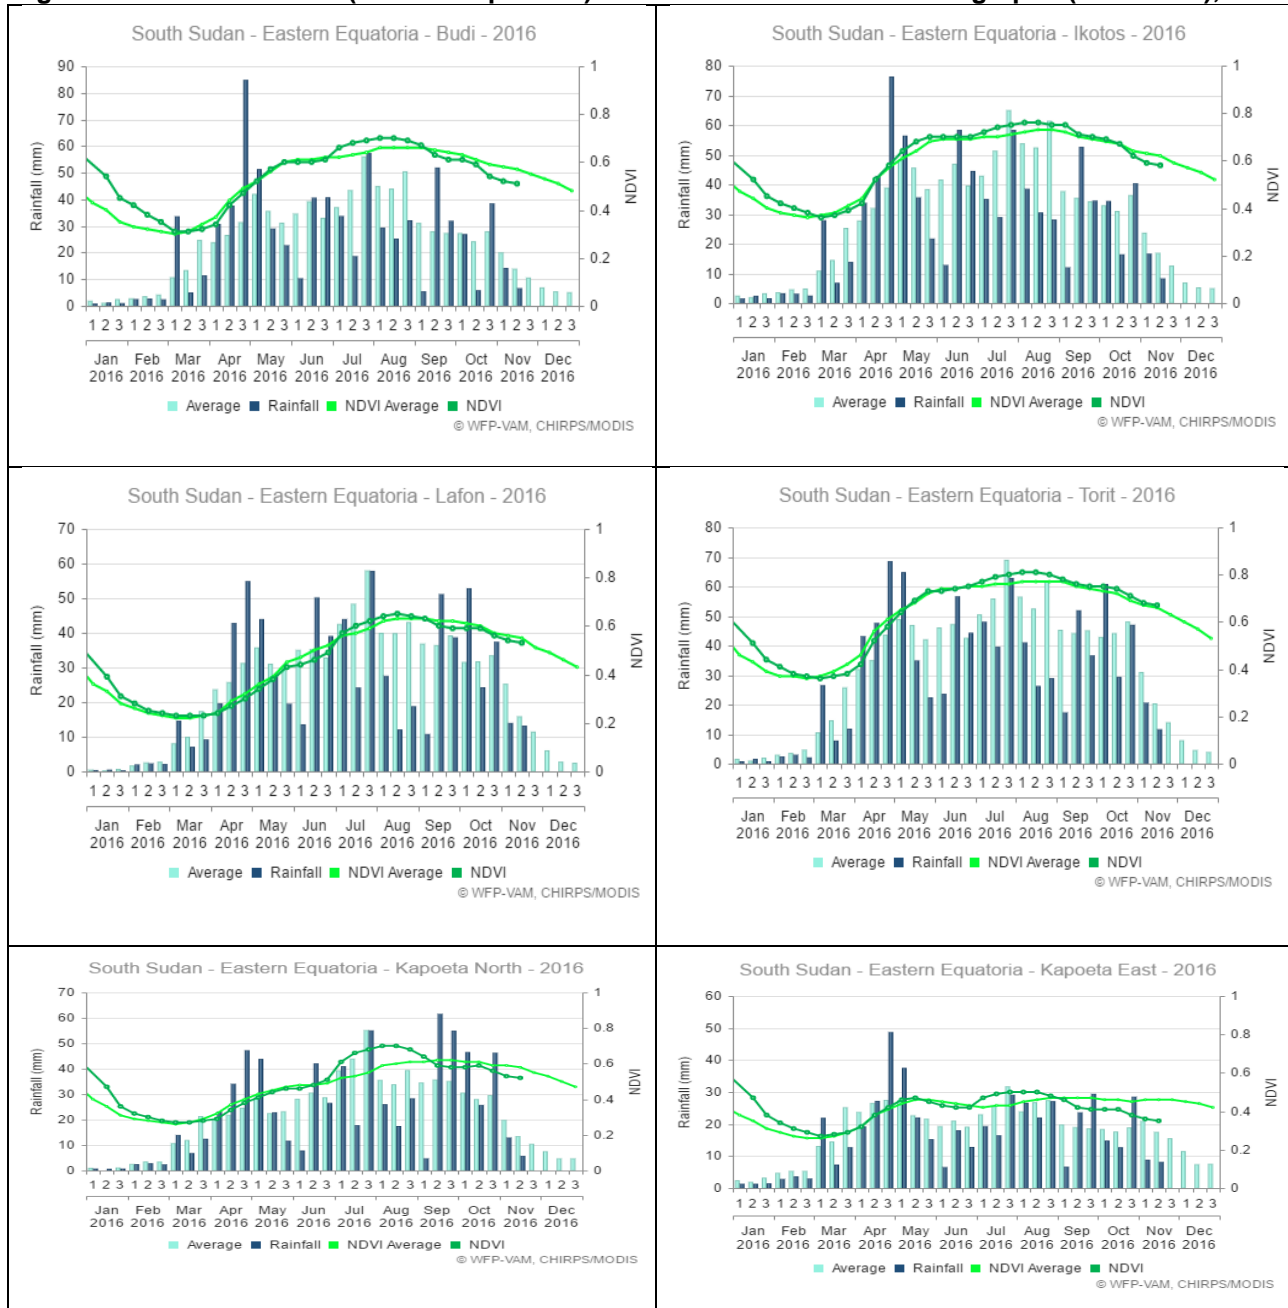 South Sudan - Eastern Equatoria - Budi - 2016
90
80
70
60
50
40
30
20
10
0
Rainfall (mm)
1
0.8
0.6
0.4
0.2
0
NDVI
1 2 3 1 2 3 1 2 3 1 2 3 1 2 3 1 2 3 1 2 3 1 2 3 1 2 3 1 2 3 1 2 3 1 2 3
Jan Feb Mar Apr May Jun Jul Aug Sep Oct Nov Dec
2016 2016 2016 2016 2016 2016 2016 2016 2016 2016 2016 2016
Average Rainfall NDVI Average NDVI
© WFP-VAM, CHIRPS/MODIS
South Sudan - Eastern Equatoria - Ikotos - 2016
80
70
60
50
40
30
20
10
0
Rainfall (mm)
1
0.8
0.6
0.4
0.2
0
NDVI
1 2 3 1 2 3 1 2 3 1 2 3 1 2 3 1 2 3 1 2 3 1 2 3 1 2 3 1 2 3 1 2 3 1 2 3
Jan Feb Mar Apr May Jun Jul Aug Sep Oct Nov Dec
2016 2016 2016 2016 2016 2016 2016 2016 2016 2016 2016 2016
Average Rainfall NDVI Average NDVI
© WFP-VAM, CHIRPS/MODIS
South Sudan - Eastern Equatoria - Lafon - 2016
70
60
50
40
30
20
10
0
Rainfall (mm)
1
0.8
0.6
0.4
0.2
0
NDVI
1 2 3 1 2 3 1 2 3 1 2 3 1 2 3 1 2 3 1 2 3 1 2 3 1 2 3 1 2 3 1 2 3 1 2 3
Jan Feb Mar Apr May Jun Jul Aug Sep Oct Nov Dec
2016 2016 2016 2016 2016 2016 2016 2016 2016 2016 2016 2016
Average Rainfall NDVI Average NDVI
© WFP-VAM, CHIRPS/MODIS
South Sudan - Eastern Equatoria - Torit - 2016
80
70
60
50
40
30
20
10
0
Rainfall (mm)
1
0.8
0.6
0.4
0.2
0
NDVI
1 2 3 1 2 3 1 2 3 1 2 3 1 2 3 1 2 3 1 2 3 1 2 3 1 2 3 1 2 3 1 2 3 1 2 3
Jan Feb Mar Apr May Jun Jul Aug Sep Oct Nov Dec
2016 2016 2016 2016 2016 2016 2016 2016 2016 2016 2016 2016
Average Rainfall NDVI Average NDVI
© WFP-VAM, CHIRPS/MODIS
South Sudan - Eastern Equatoria - Kapoeta North - 2016
70
60
50
40
30
20
10
0
Rainfall (mm)
1
0.8
0.6
0.4
0.2
0
NDVI
1 2 3 1 2 3 1 2 3 1 2 3 1 2 3 1 2 3 1 2 3 1 2 3 1 2 3 1 2 3 1 2 3 1 2 3
Jan Feb Mar Apr May Jun Jul Aug Sep Oct Nov Dec
2016 2016 2016 2016 2016 2016 2016 2016 2016 2016 2016 2016
Average Rainfall NDVI Average NDVI
© WFP-VAM, CHIRPS/MODIS
South Sudan - Eastern Equatoria - Kapoeta East - 2016
60
50
40
30
20
10
0
Rainfall (mm)
1
0.8
0.6
0.4
0.2
0
NDVI
1 2 3 1 2 3 1 2 3 1 2 3 1 2 3 1 2 3 1 2 3 1 2 3 1 2 3 1 2 3 1 2 3 1 2 3
Jan Feb Mar Apr May Jun Jul Aug Sep Oct Nov Dec
2016 2016 2016 2016 2016 2016 2016 2016 2016 2016 2016 2016
Average Rainfall NDVI Average NDVI
© WFP-VAM, CHIRPS/MODIS